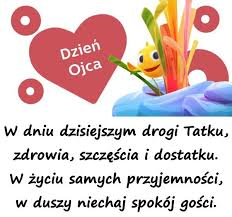 Dzień
Ojca
W dniu dzisiejszym drogi Tatku,
zdrowia, szczęścia i dostatku.
W życiu samych przyjemności,
w duszy niechaj spokój gości.